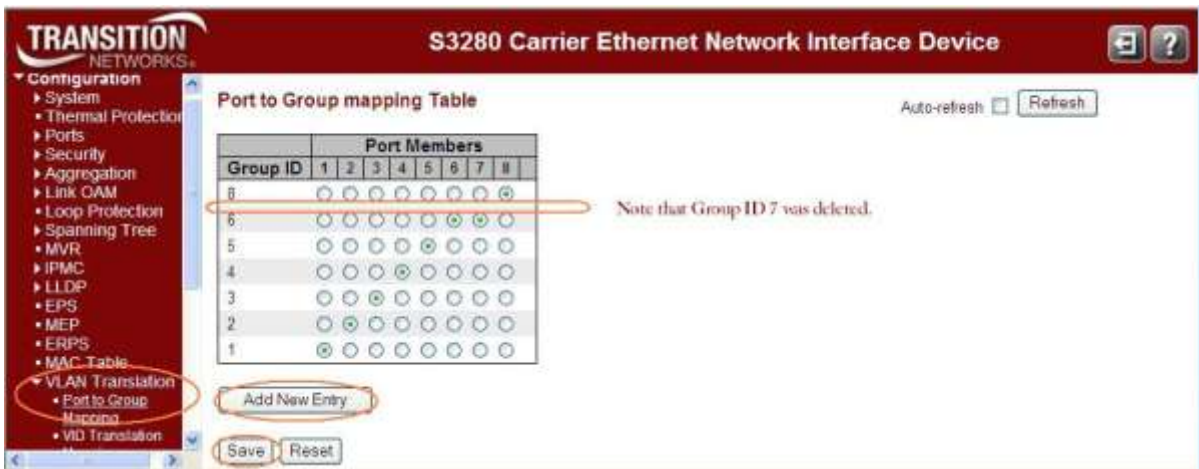 TRANSITION
NETWORKS®
S3280 Carrier Ethernet Network Interface Device
?
Configuration
System
Thermal Protection
Ports
Security
Aggregation
Link OAM
Loop Protection
Spanning Tree
MVR
IPMC
LLDP
EPS
MEP
ERPS
MAC Table
VLAN Translation
Port to Group
Mapping
VID Translation
Port to Group mapping Table
Auto-refresh
Refresh
Port Members
Group ID 1 2 3 4 5 6 7 8
8
Note that Group ID 7 was deleted.
6
5
4
3
2
1
Add New Entry
Save
Reset